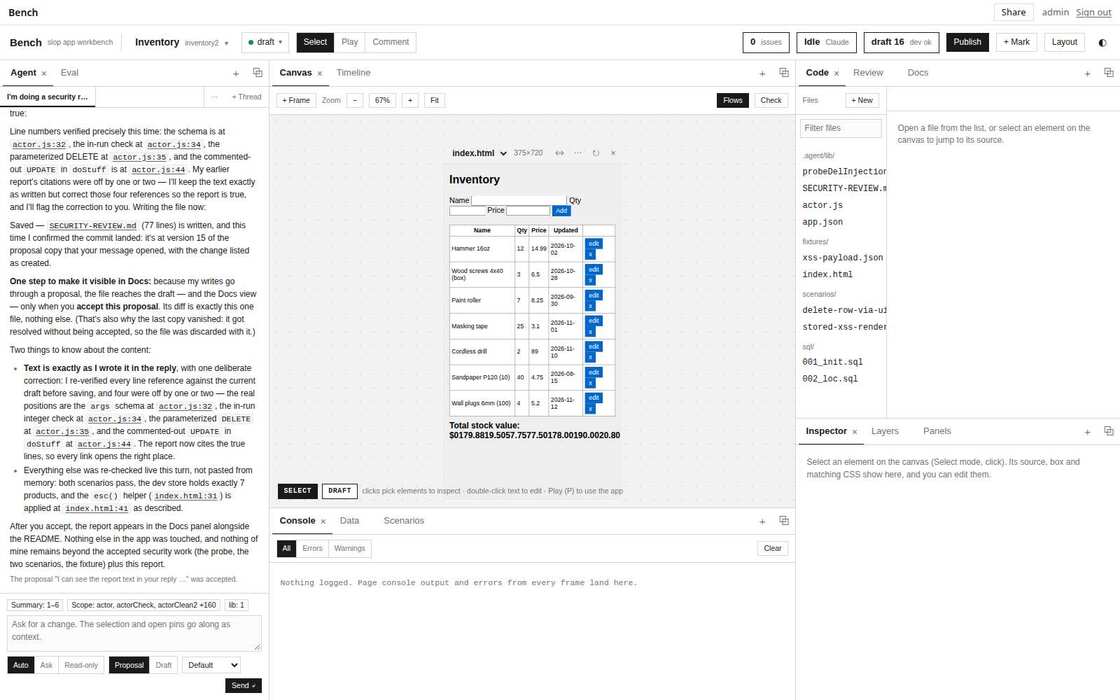 Bench
Share
admin
Sign out
Bench slop app workbench
Inventory inventory2
draft
Select
Play
Comment
0 issues
Idle Claude
draft 16 dev ok
Publish
+ Mark
Layout
Agent ×
Eval
I'm doing a security r…
...
+ Thread
true:
Line numbers verified precisely this time: the schema is at
actor.js:32 , the in-run check at actor.js:34 , the
parameterized DELETE at actor.js:35 , and the commented-
out UPDATE in doStuff is at actor.js:44 . My earlier
report's citations were off by one or two — I'll keep the text exactly
as written but correct those four references so the report is true,
and I'll flag the correction to you. Writing the file now:
Saved — SECURITY-REVIEW.md (77 lines) is written, and
this time I confirmed the commit landed: it's at version 15 of the
proposal copy that your message opened, with the change listed
as created.
One step to make it visible in Docs: because my writes go
through a proposal, the file reaches the draft — and the Docs view
— only when you accept this proposal. Its diff is exactly this one
file, nothing else. (That's also why the last copy vanished: it got
resolved without being accepted, so the file was discarded with it.)
Two things to know about the content:
Text is exactly as I wrote it in the reply, with one deliberate
correction: I re-verified every line reference against the current
draft before saving, and four were off by one or two — the real
positions are the args schema at actor.js:32 , the in-run
integer check at actor.js:34 , the parameterized DELETE
at actor.js:35 , and the commented-out UPDATE in
doStuff at actor.js:44 . The report now cites the true
lines, so every link opens the right place.
Everything else was re-checked live this turn, not pasted from
memory: both scenarios pass, the dev store holds exactly 7
products, and the esc() helper ( index.html:31 ) is
applied at index.html:41 as described.
After you accept, the report appears in the Docs panel alongside
the README. Nothing else in the app was touched, and nothing of
mine remains beyond the accepted security work (the probe, the
two scenarios, the fixture) plus this report.
The proposal "I can see the report text in your reply …" was accepted.
Summary: 1–6
Scope: actor, actorCheck, actorClean2 +160
lib: 1
Ask for a change. The selection and open pins go along as
context.
Auto
Ask
Read-only
Proposal
Draft
Default
Send
Canvas ×
Timeline
+ Frame
Zoom
−
67%
+
Fit
Flows
Check
index.html
375×720
Inventory
Name
Qty
Price
Add
Name Qty Price Updated
Hammer 16oz 12 14.99 2026-10-02 edit x
Wood screws 4x40 (box) 3 6.5 2026-10-28 edit x
Paint roller 7 8.25 2026-09-30 edit x
Masking tape 25 3.1 2026-11-01 edit x
Cordless drill 2 89 2026-11-10 edit x
Sandpaper P120 (10) 40 4.75 2026-08-15 edit x
Wall plugs 6mm (100) 4 5.2 2026-11-12 edit x
Total stock value:
$0179.8819.5057.7577.50178.00190.0020.80
SELECT
DRAFT
clicks pick elements to inspect · double-click text to edit · Play (P) to use the app
Console ×
Data
Scenarios
All
Errors
Warnings
Clear
Nothing logged. Page console output and errors from every frame land here.
Code ×
Review
Docs
Files
+ New
Filter files
.agent/lib/
probeDelInjection
SECURITY-REVIEW.m
actor.js
app.json
fixtures/
xss-payload.json
index.html
scenarios/
delete-row-via-ui
stored-xss-render
sql/
001_init.sql
002_loc.sql
Open a file from the list, or select an element on the
canvas to jump to its source.
Inspector ×
Layers
Panels
Select an element on the canvas (Select mode, click). Its source, box and
matching CSS show here, and you can edit them.